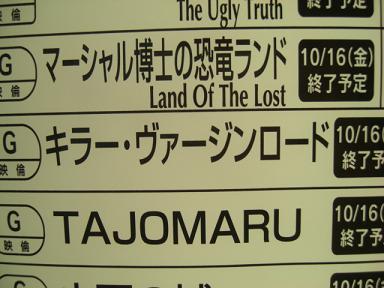 The Ugly Truth
終了予定
G
映倫
マーシャル博士の恐竜ランド
Land Of The Lost
10/16(金)
終了予定
G
映倫
キラー・ヴァージンロード
10/16(
終了予
G
映倫
TAJOMARU
10/16(
終了予